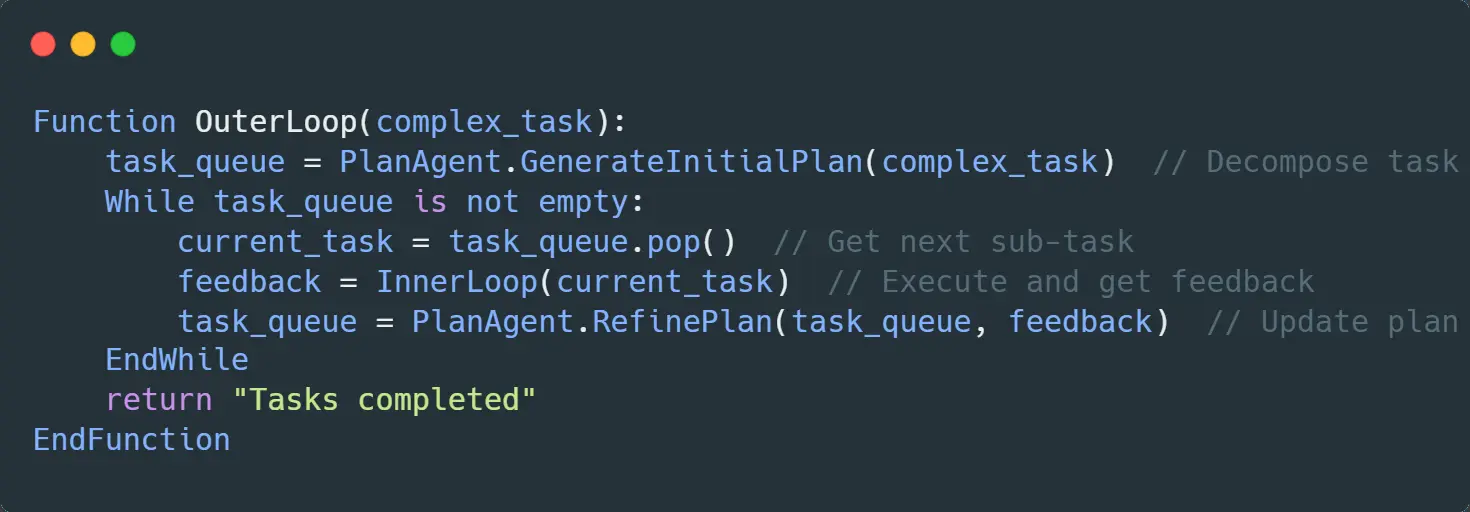 Function OuterLoop(complex_task):
    task_queue = PlanAgent.GenerateInitialPlan(complex_task)  // Decompose task
    While task_queue is not empty:
        current_task = task_queue.pop()  // Get next sub-task
        feedback = InnerLoop(current_task)  // Execute and get feedback
        task_queue = PlanAgent.RefinePlan(task_queue, feedback)  // Update plan
    EndWhile
    return "Tasks completed"
EndFunction